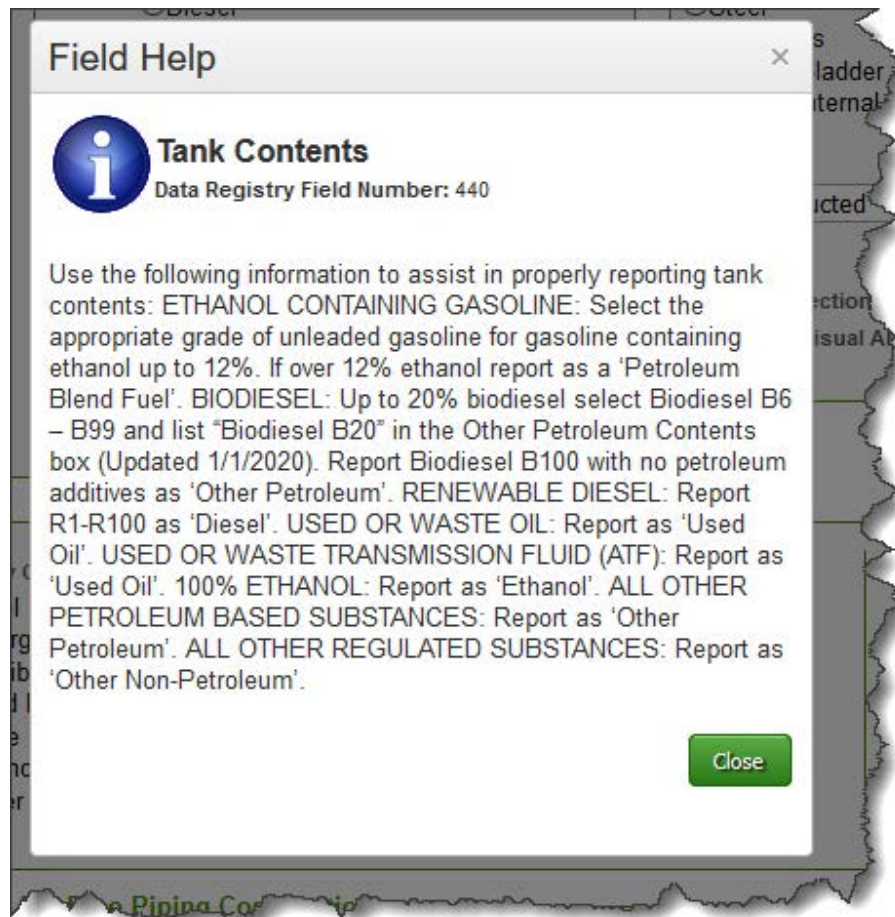 Diesel
Steel
Field Help
×
s
ladder
Tank Contents
ternal
Data Registry Field Number: 440
ucted
Use the following information to assist in properly reporting tank
contents: ETHANOL CONTAINING GASOLINE: Select the
ection
appropriate grade of unleaded gasoline for gasoline containing
isual Al
ethanol up to 12%. If over 12% ethanol report as a ‘Petroleum
Blend Fuel’. BIODIESEL: Up to 20% biodiesel select Biodiesel B6
– B99 and list “Biodiesel B20” in the Other Petroleum Contents
box (Updated 1/1/2020). Report Biodiesel B100 with no petroleum
additives as ‘Other Petroleum’. RENEWABLE DIESEL: Report
R1-R100 as ‘Diesel’. USED OR WASTE OIL: Report as ‘Used
Oil’. USED OR WASTE TRANSMISSION FLUID (ATF): Report as
‘Used Oil’. 100% ETHANOL: Report as ‘Ethanol’. ALL OTHER
PETROLEUM BASED SUBSTANCES: Report as ‘Other
Petroleum’. ALL OTHER REGULATED SUBSTANCES: Report as
‘Other Non-Petroleum’.
Close
Piping